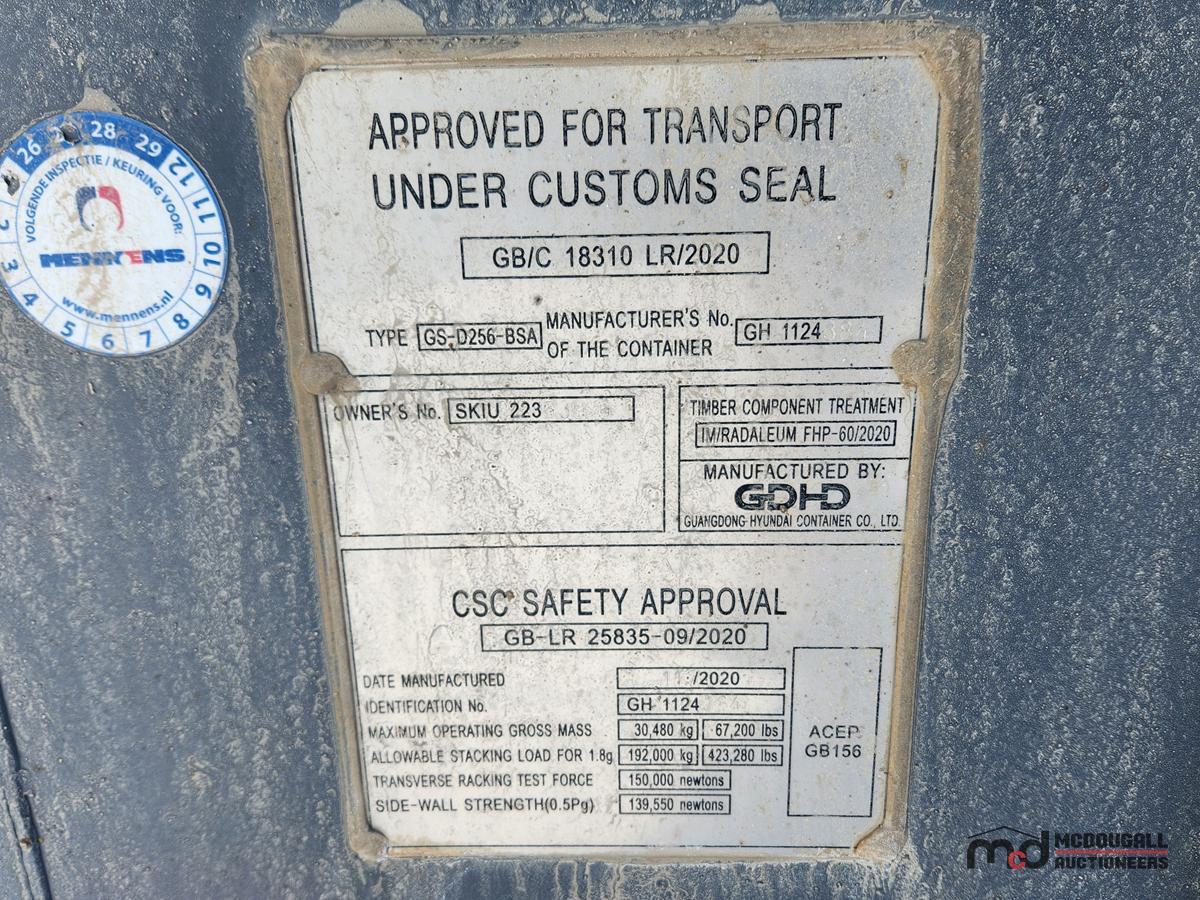 APPROVED FOR TRANSPORT
UNDER CUSTOMS SEAL
GB/C 18310 LR/2020
TYPE GS-D256-BSA MANUFACTURER'S No. OF THE CONTAINER GH 1124
OWNER'S No. SKIU 223
TIMBER COMPONENT TREATMENT
IM/RADALEUM FHP-60/2020
MANUFACTURED BY:
GDHD
GUANGDONG HYUNDAI CONTAINER CO., LTD.
CSC SAFETY APPROVAL
GB-LR 25835-09/2020
DATE MANUFACTURED /2020
IDENTIFICATION No. GH 1124
MAXIMUM OPERATING GROSS MASS 30,480 kg 67,200 lbs
ALLOWABLE STACKING LOAD FOR 1.8g 192,000 kg 423,280 lbs
TRANSVERSE RACKING TEST FORCE 150,000 newtons
SIDE-WALL STRENGTH(0.5Pg) 139,550 newtons
ACEP
GB156
26 28 29
12 11 10 9 8 7 6 5 4 3 2
VOLGENDE INSPECTIE / KEURING VOOR:
MENNENS
www.mennens.nl
mcd MCDOUGALL
AUCTIONEERS